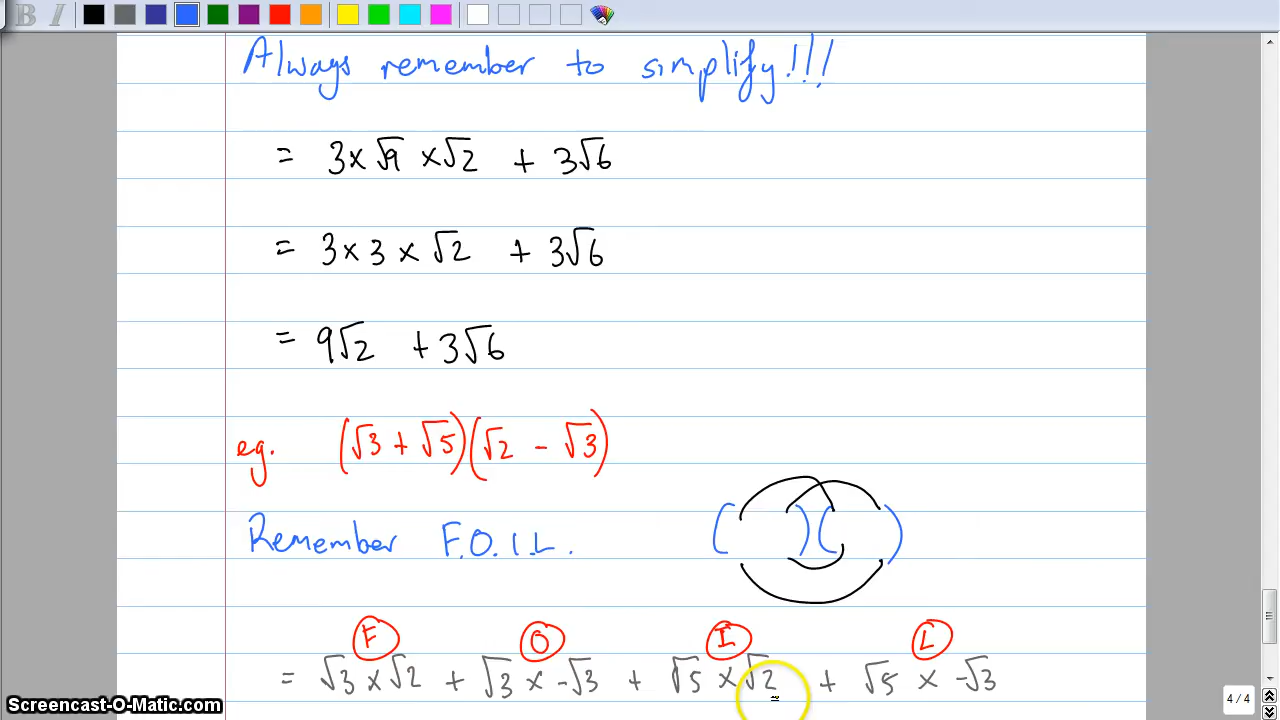 B I
Always remember to simplify!!!
= 3×√9 ×√2 + 3√6
= 3×3×√2 + 3√6
= 9√2 + 3√6
eg. (√3 + √5)(√2 - √3)
Remember F.O.I.L. ( )( )
F O I L
= √3 × √2 + √3 × -√3 + √5 × √2 + √5 × -√3
Screencast-O-Matic.com
4/4